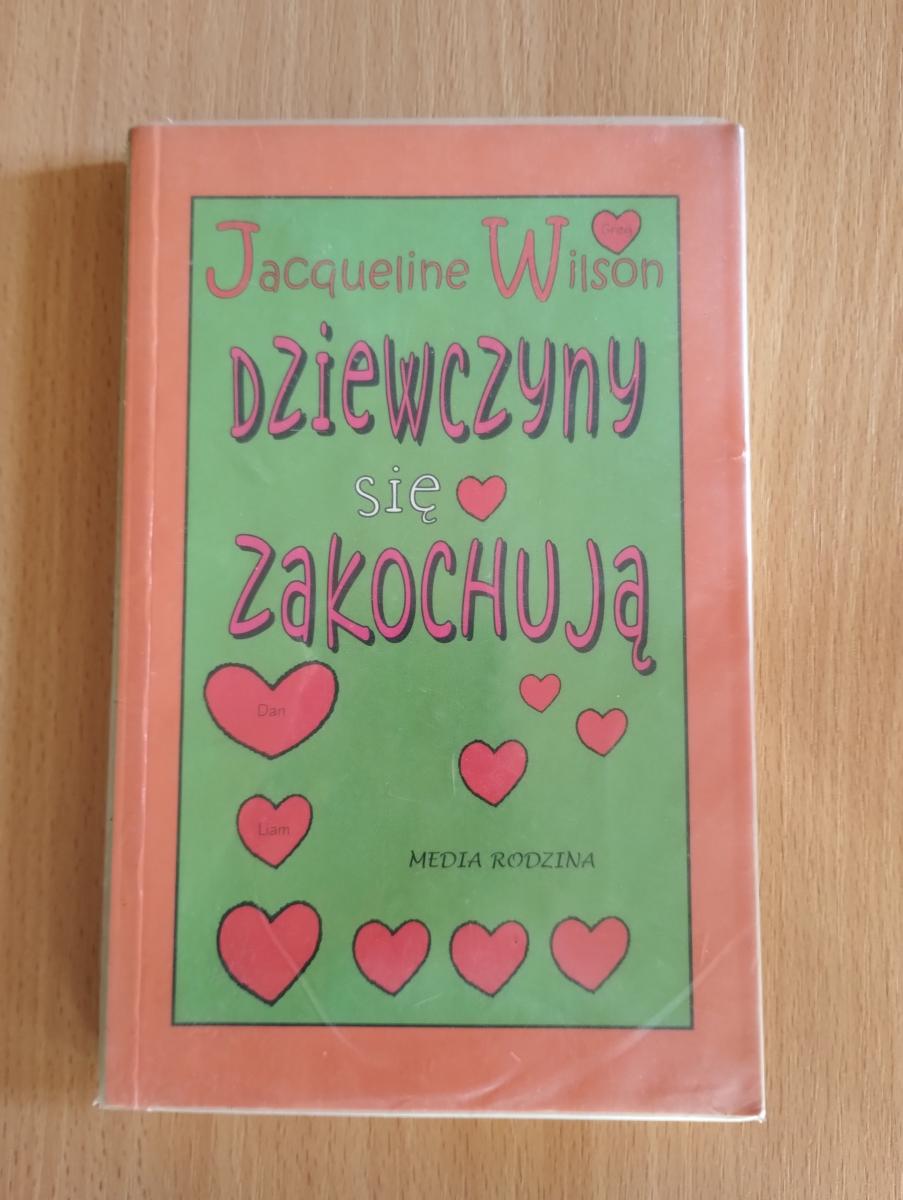 Greg
Jacqueline Wilson
Dziewczyny
się
zakochują
Dan
Liam
MEDIA RODZINA